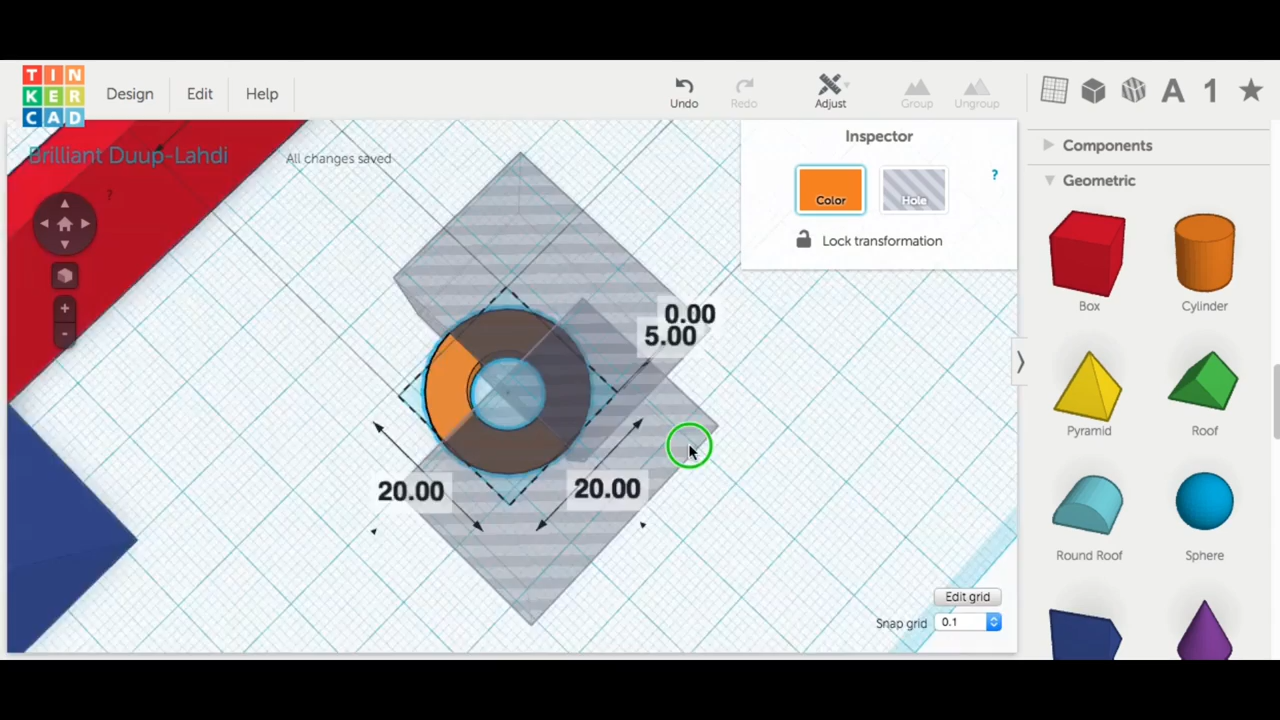 TIN
KER
CAD
Design
Edit
Help
Undo
Redo
Adjust
Group
Ungroup
A
1
Brilliant Duup-Lahdi
All changes saved
?
+
-
Inspector
Color
Hole
?
Lock transformation
0.00
5.00
20.00
20.00
Edit grid
Snap grid 0.1
Components
Geometric
Box
Cylinder
Pyramid
Roof
Round Roof
Sphere